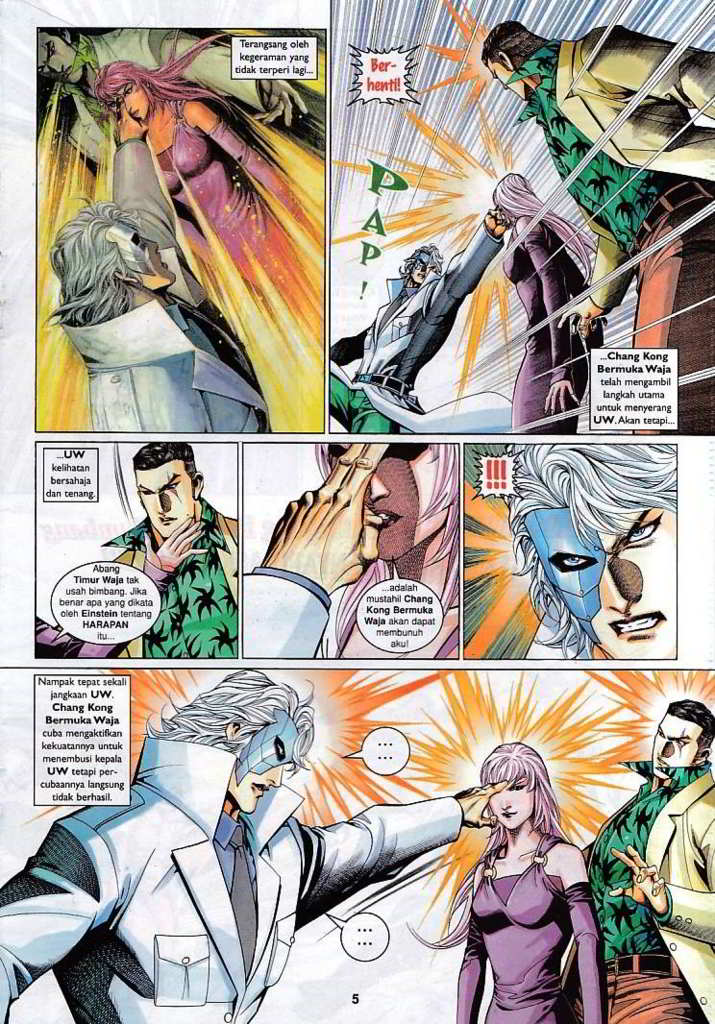 Terangsang oleh
kegeraman yang
tidak terperi lagi...
Ber-
henti!
PAP!
...Chang Kong
Bermuka Waja
telah mengambil
langkah utama
untuk menyerang
UW. Akan tetapi...
...UW
kelihatan
bersahaja
dan tenang.
Abang
Timur Waja tak
usah bimbang. Jika
benar apa yang dikata
oleh Einstein tentang
HARAPAN
itu...
...adalah
mustahil Chang
Kong Bermuka
Waja akan dapat
membunuh
aku!
!!!
Nampak tepat sekali
jangkaan UW.
Chang Kong
Bermuka Waja
cuba mengaktifkan
kekuatannya untuk
menembusi kepala
UW tetapi per-
cubaannya langsung
tidak berhasil.
...
...
...
...
5